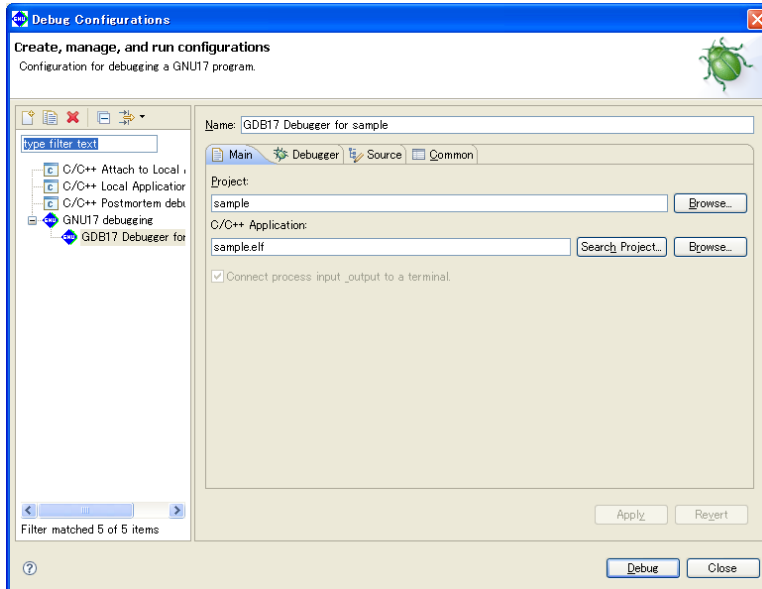 Debug Configurations
Create, manage, and run configurations
Configuration for debugging a GNU17 program.
type filter text
C/C++ Attach to Local
C/C++ Local Application
C/C++ Postmortem debu
GNU17 debugging
GDB17 Debugger for
Filter matched 5 of 5 items
Name: GDB17 Debugger for sample
Main Debugger Source Common
Project:
sample Browse...
C/C++ Application:
sample.elf Search Project... Browse...
Connect process input _output to a terminal.
Apply Revert
Debug Close